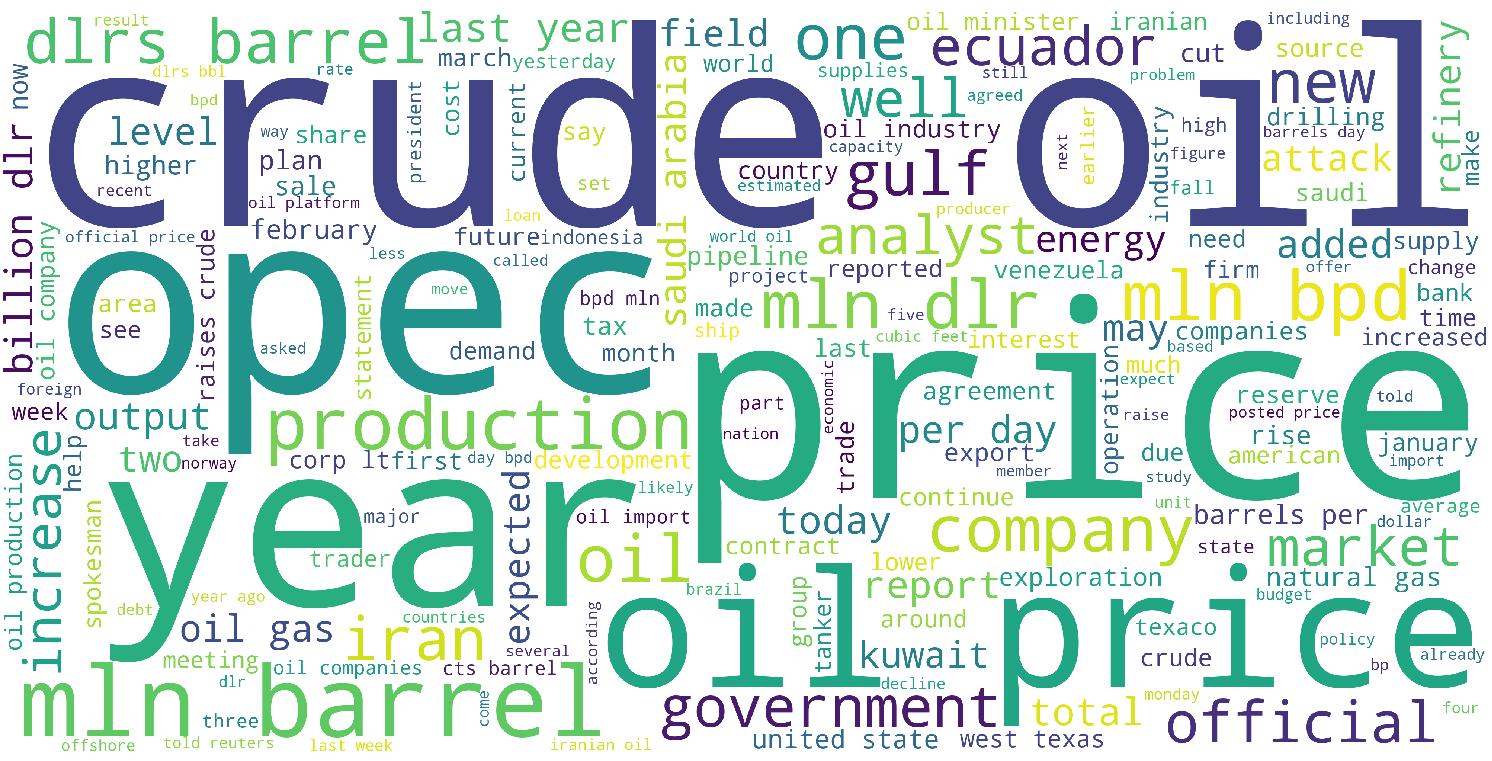 result
dlrs barrel
last year
field
one
oil minister
iranian
including
ecuador
cut
source
march
yesterday
world
supplies
still
problem
new
now
dlrs bbl
rate
bpd
crude oil
cost
president
current
well
agreed
refinery
level
way
share
say
oil industry
high
drilling
barrels day
make
higher
plan
country
capacity
gulf
next
earlier
industry
figure
attack
recent
sale
set
estimated
fall
saudi
oil platform
saudi arabia
billion dlr
february
loan
producer
official price
future
indonesia
world oil
analyst
energy
need
added
supply
oil company
less
called
pipeline
project
reported
venezuela
firm
offer
change
opec
raises crude
area
see
move
bpd mln
made
mln dlr
mln bpd
bank
time
statement
tax
ship
five
cubic feet
interest
may
companies
increased
asked
demand
month
last
based
much
foreign
price
economic
agreement
operation
expect
reserve
told
week
output
production
part
per day
raise
posted price
take
nation
trade
rise
january
increase
help
two
norway
corp lt
first
day bpd
development
export
member
due
american
import
study
oil production
year
likely
continue
unit
average
spokesman
major
expected
oil import
today
company
barrels per
dollar
trader
oil
contract
state
market
lower
debt
year ago
countries
brazil
oil price
group
report
exploration
natural gas
budget
oil gas
iran
tanker
around
texaco
policy
several
according
kuwait
crude
bp
already
meeting
oil companies
cts barrel
dlr
decline
mln barrel
come
government
total
monday
official
four
three
offshore
told reuters
last week
iranian oil
united state
west texas